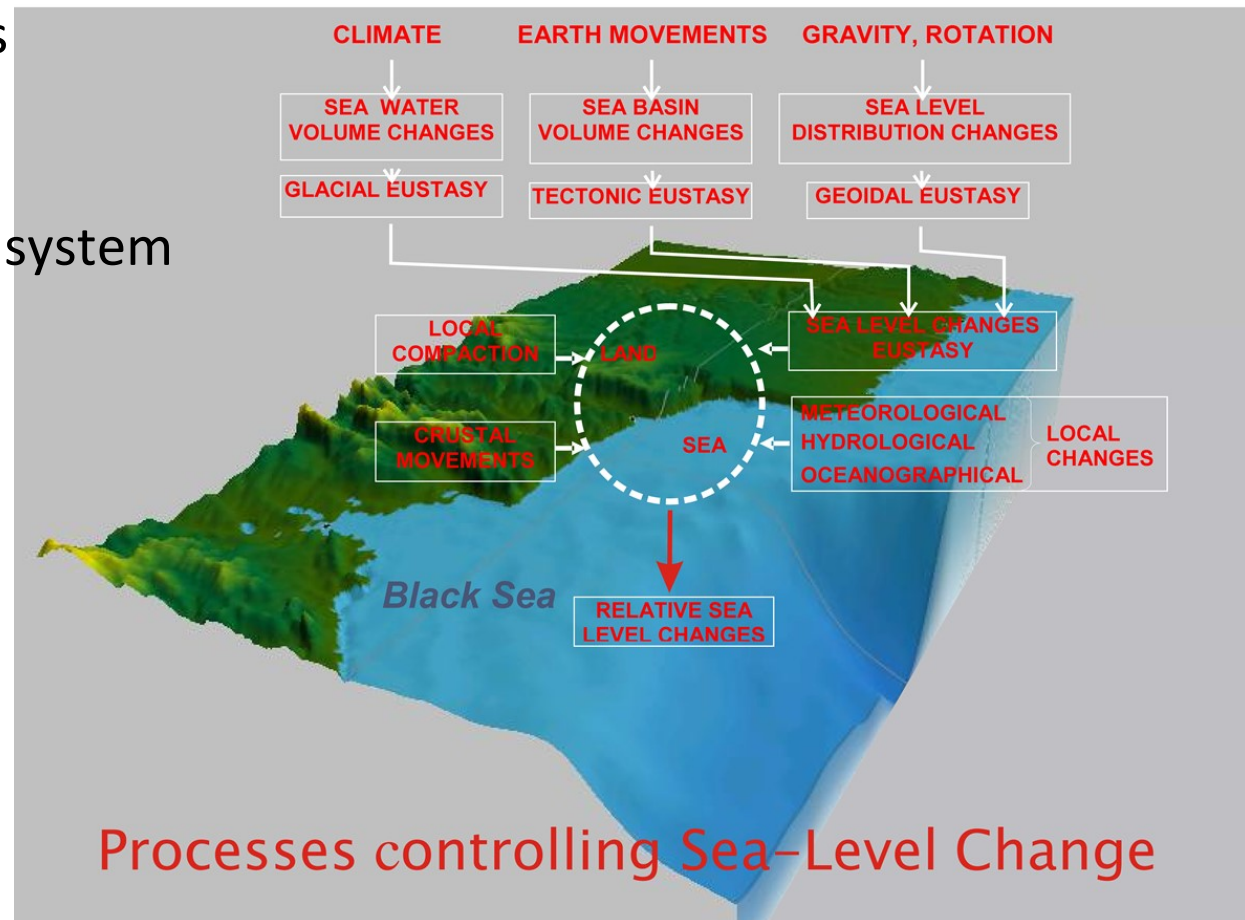 s
system
CLIMATE
EARTH MOVEMENTS
GRAVITY, ROTATION
SEA WATER
VOLUME CHANGES
SEA BASIN
VOLUME CHANGES
SEA LEVEL
DISTRIBUTION CHANGES
GLACIAL EUSTASY
TECTONIC EUSTASY
GEOIDAL EUSTASY
LOCAL
COMPACTION
LAND
SEA LEVEL CHANGES
EUSTASY
CRUSTAL
MOVEMENTS
SEA
METEOROLOGICAL
HYDROLOGICAL
OCEANOGRAPHICAL
LOCAL
CHANGES
Black Sea
RELATIVE SEA
LEVEL CHANGES
Processes controlling Sea-Level Change